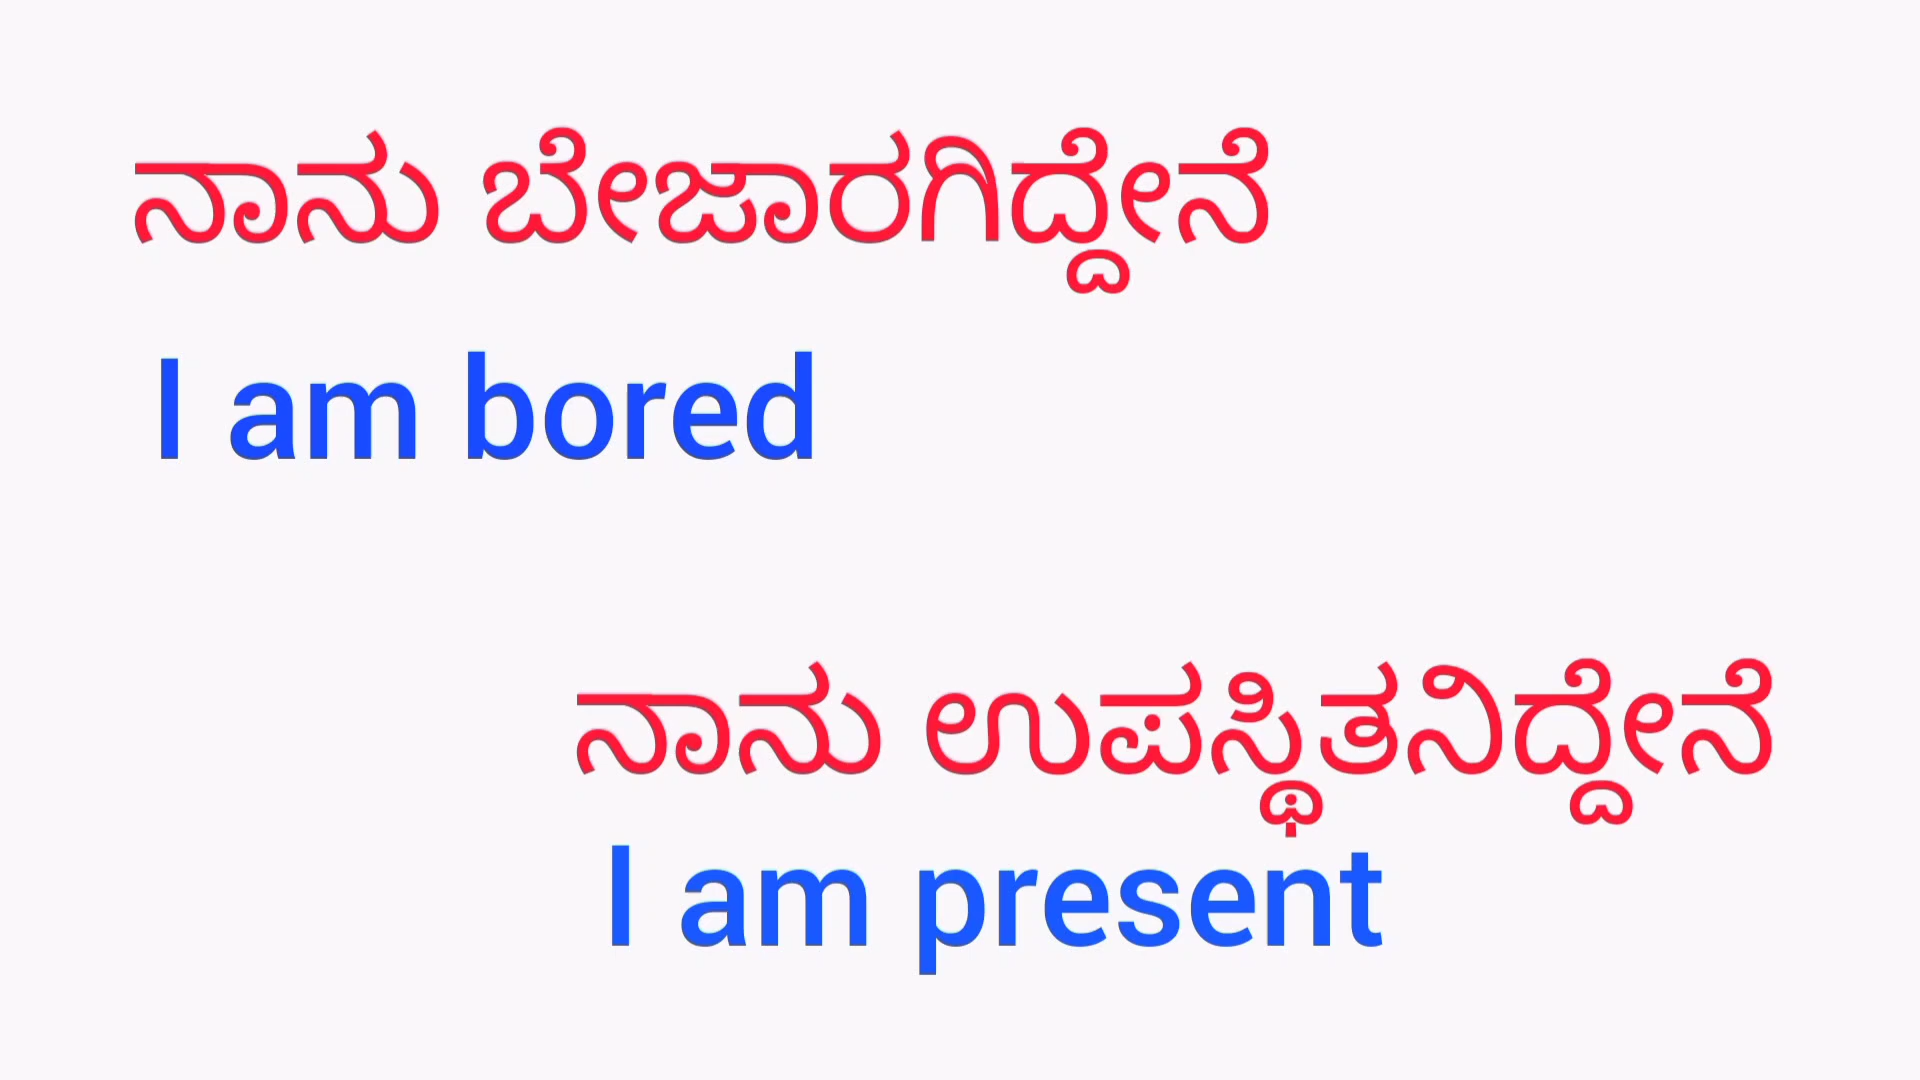 ನಾನು ಬೇಜಾರಗಿದ್ದೇನೆ
I am bored
ನಾನು ಉಪಸ್ಥಿತನಿದ್ದೇನೆ
I am present